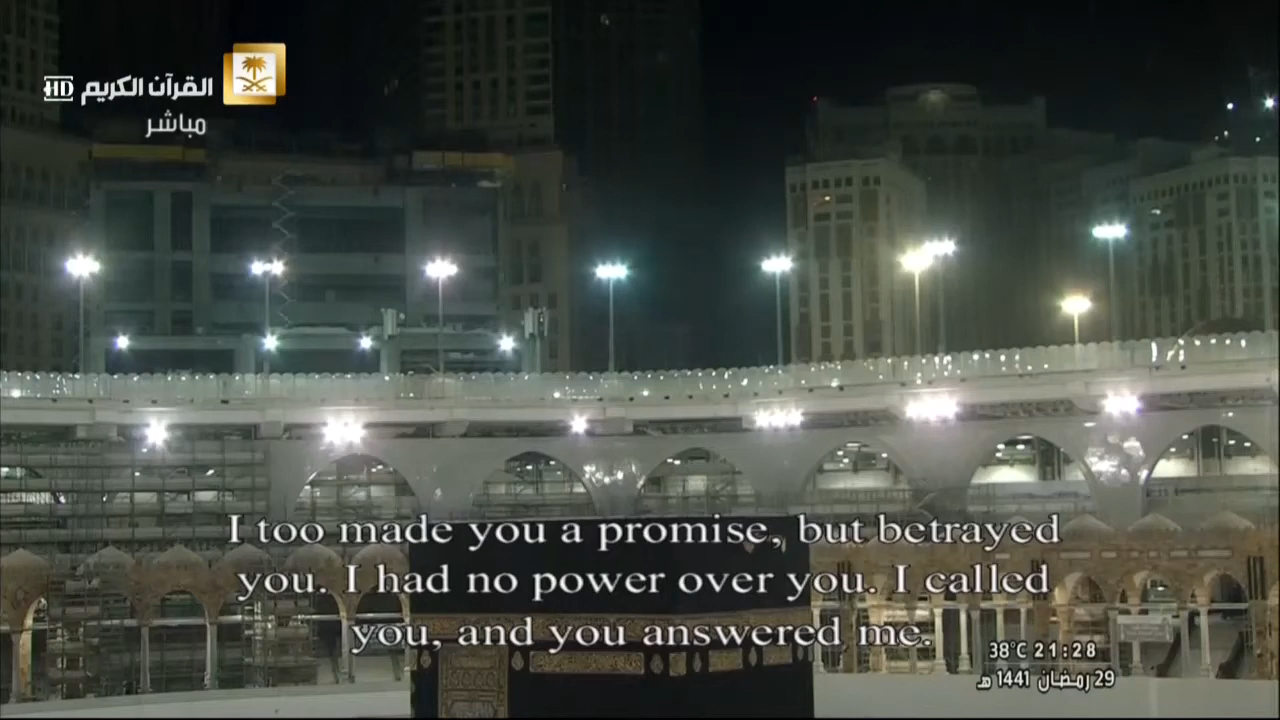 القرآن الكريم HD
مباشر
I too made you a promise, but betrayed
you. I had no power over you. I called
you, and you answered me.
38°C 21:28
29 رمضان 1441 هـ